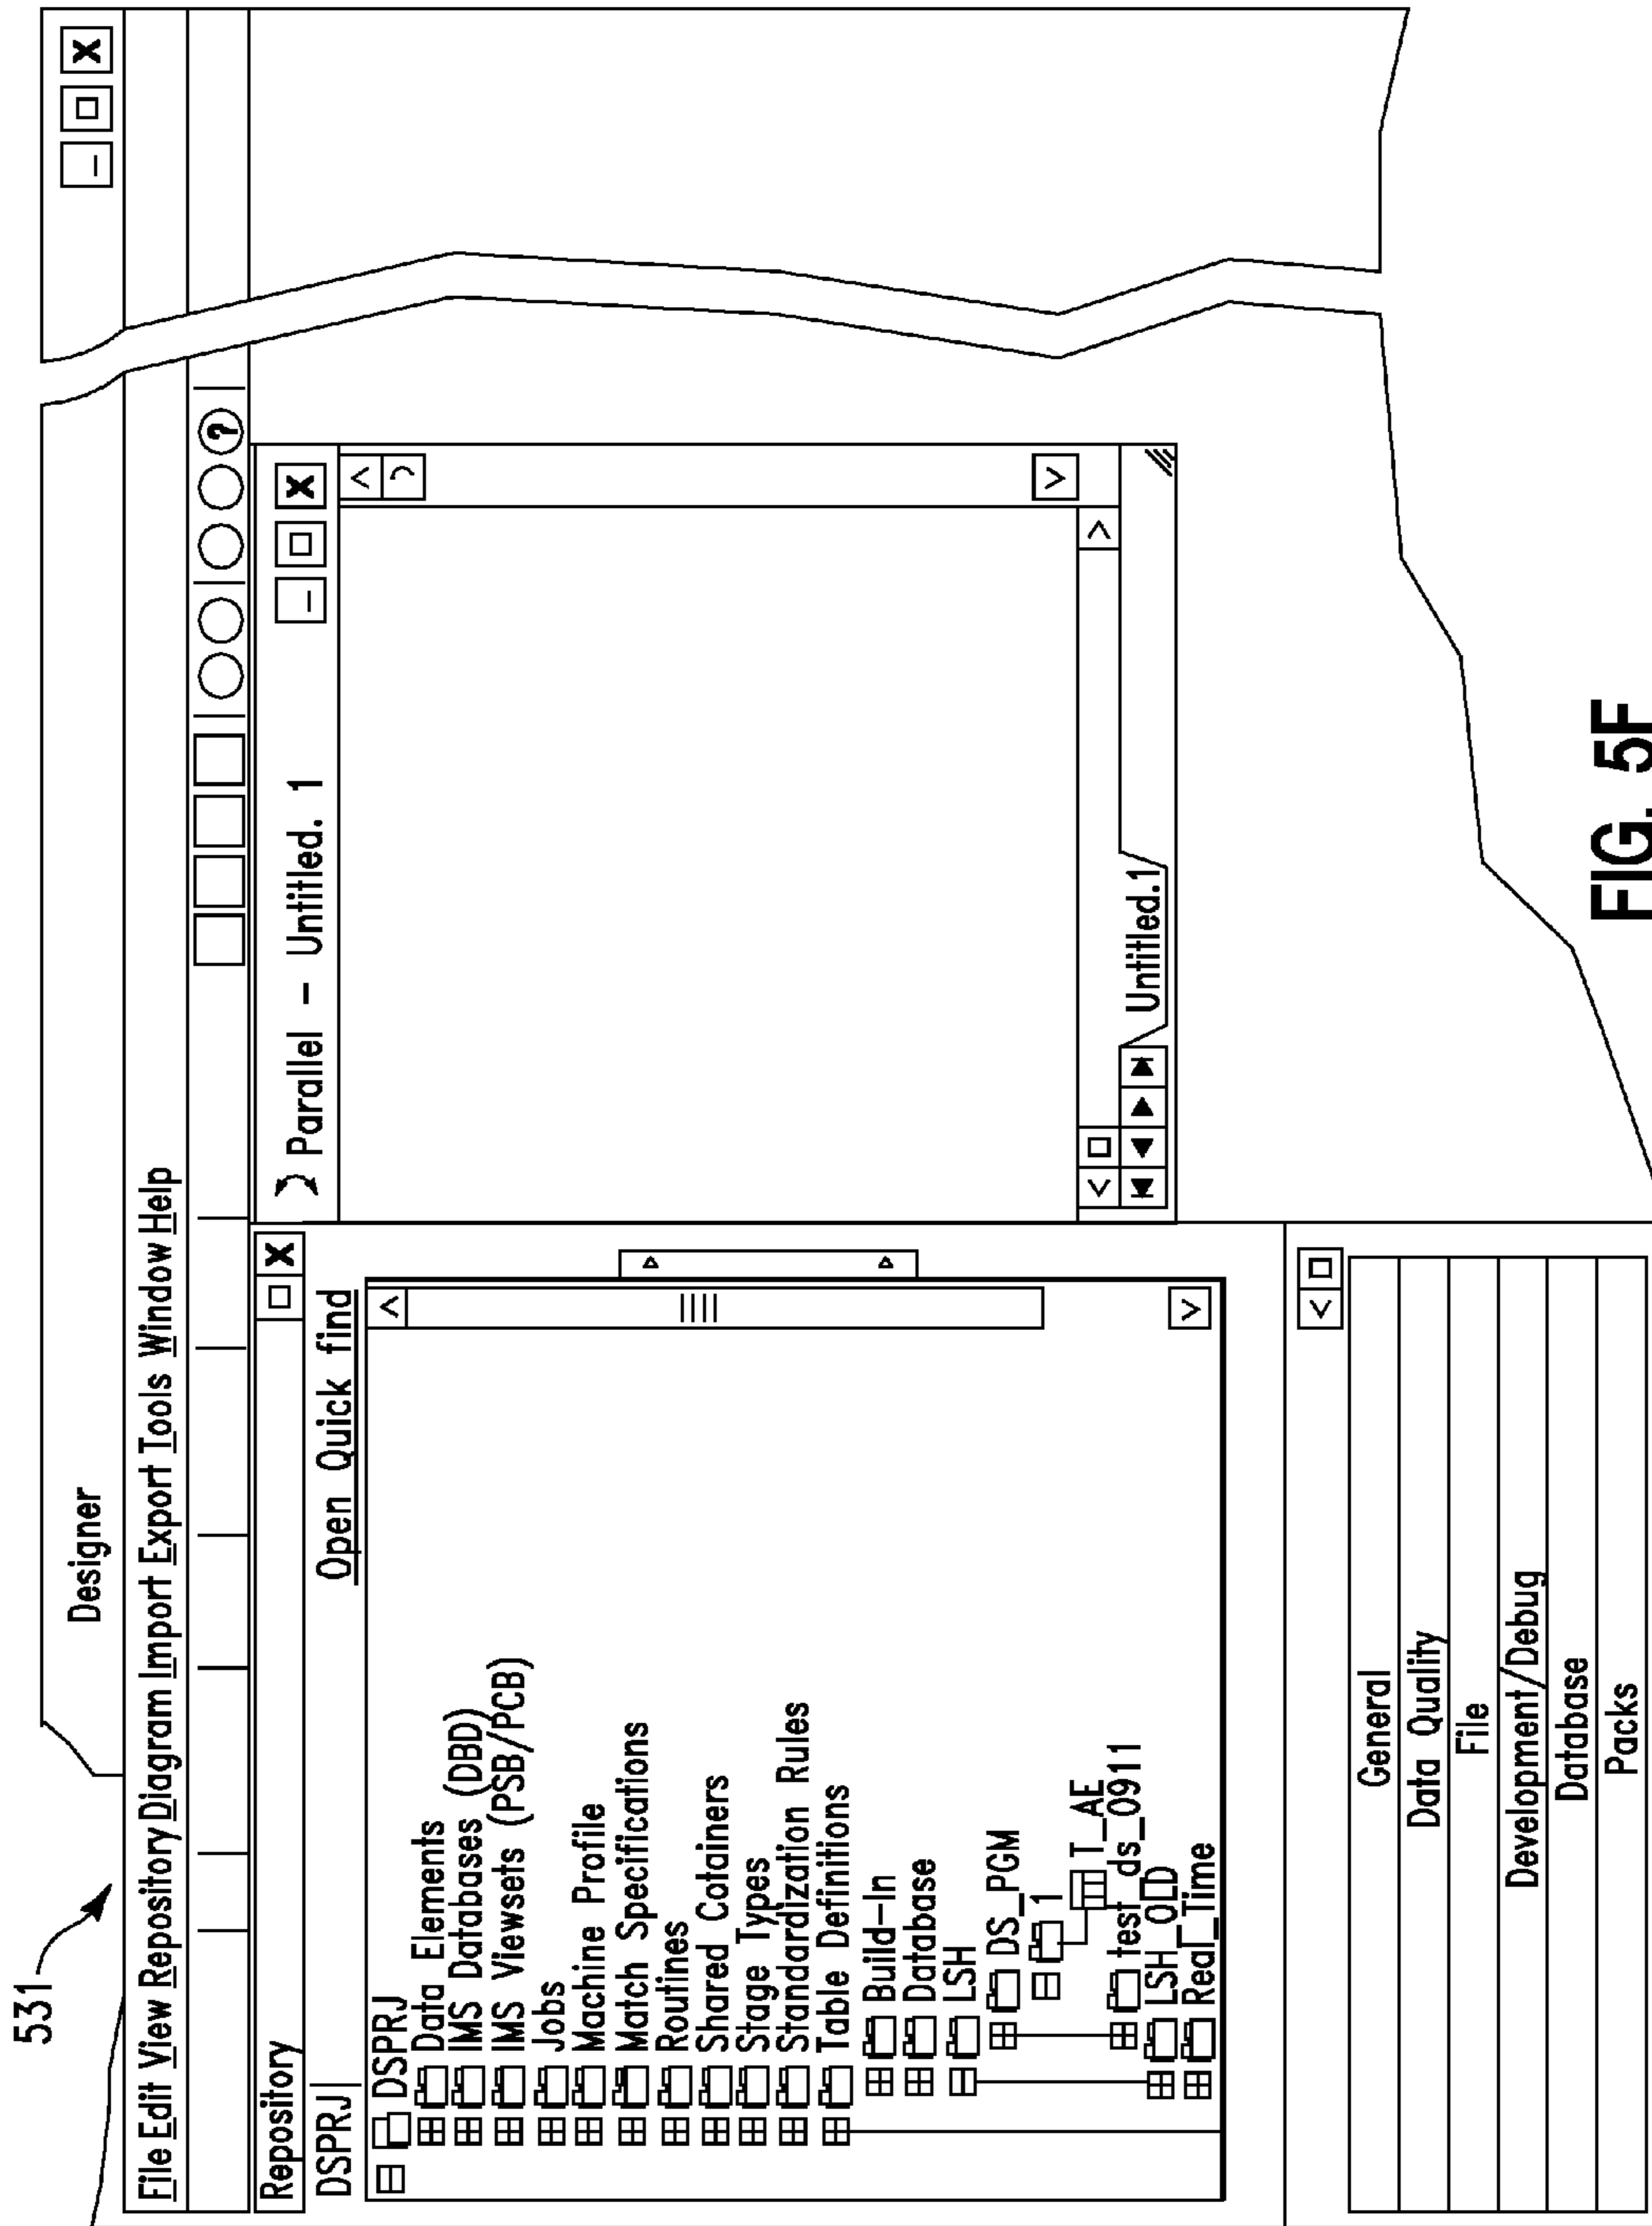 531
Designer
File Edit View Repository Diagram Import Export Tools Window Help
?
Repository
DSPRJ
Open Quick find
DSPRJ
Data Elements
IMS Databases (DBD)
IMS Viewsets (PSB/PCB)
Jobs
Machine Profile
Match Specifications
Routines
Shared Cotainers
Stage Types
Standardization Rules
Table Definitions
Build-In
Database
LSH
DS_PGM
1
T_AE
test_ds_0911
LSH_OLD
Real_Time
Parallel - Untitled. 1
Untitled.1
General
Data Quality
File
Development/Debug
Database
Packs
FIG. 5F